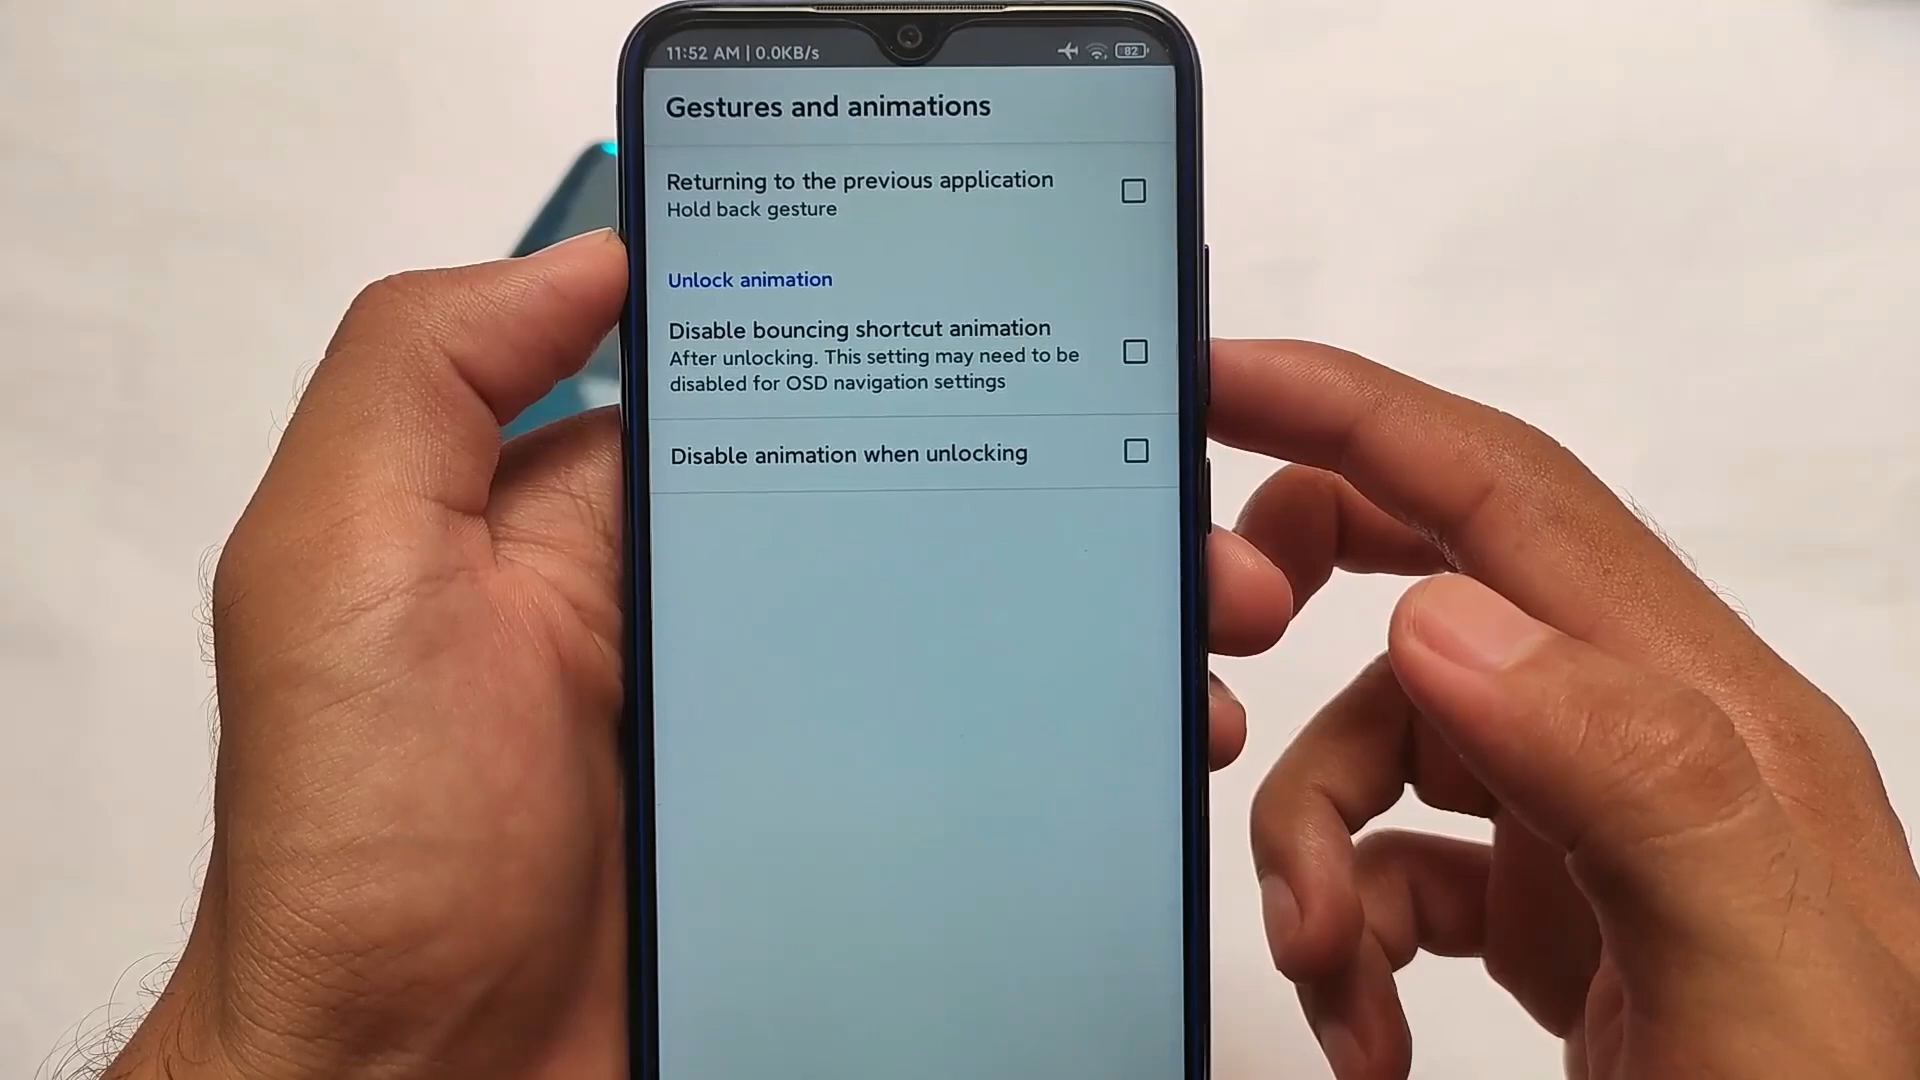 11:52 AM | 0.0KB/s
82
Gestures and animations
Returning to the previous application
Hold back gesture
Unlock animation
Disable bouncing shortcut animation
After unlocking. This setting may need to be
disabled for OSD navigation settings
Disable animation when unlocking